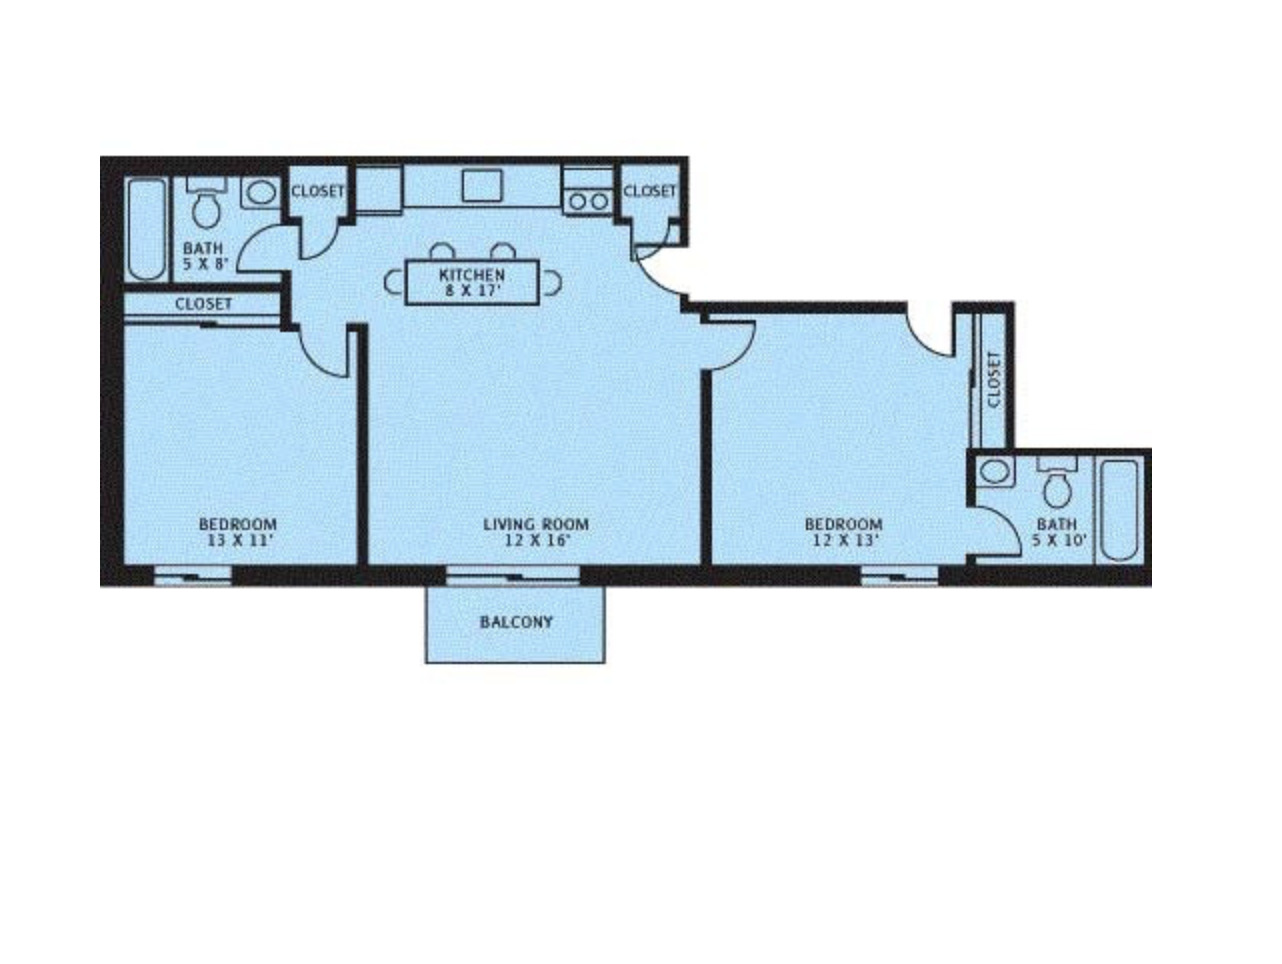 CLOSET
CLOSET
BATH
5 X 8'
KITCHEN
8 X 17'
CLOSET
CLOSET
BEDROOM
13 X 11'
LIVING ROOM
12 X 16'
BEDROOM
12 X 13'
BATH
5 X 10'
BALCONY